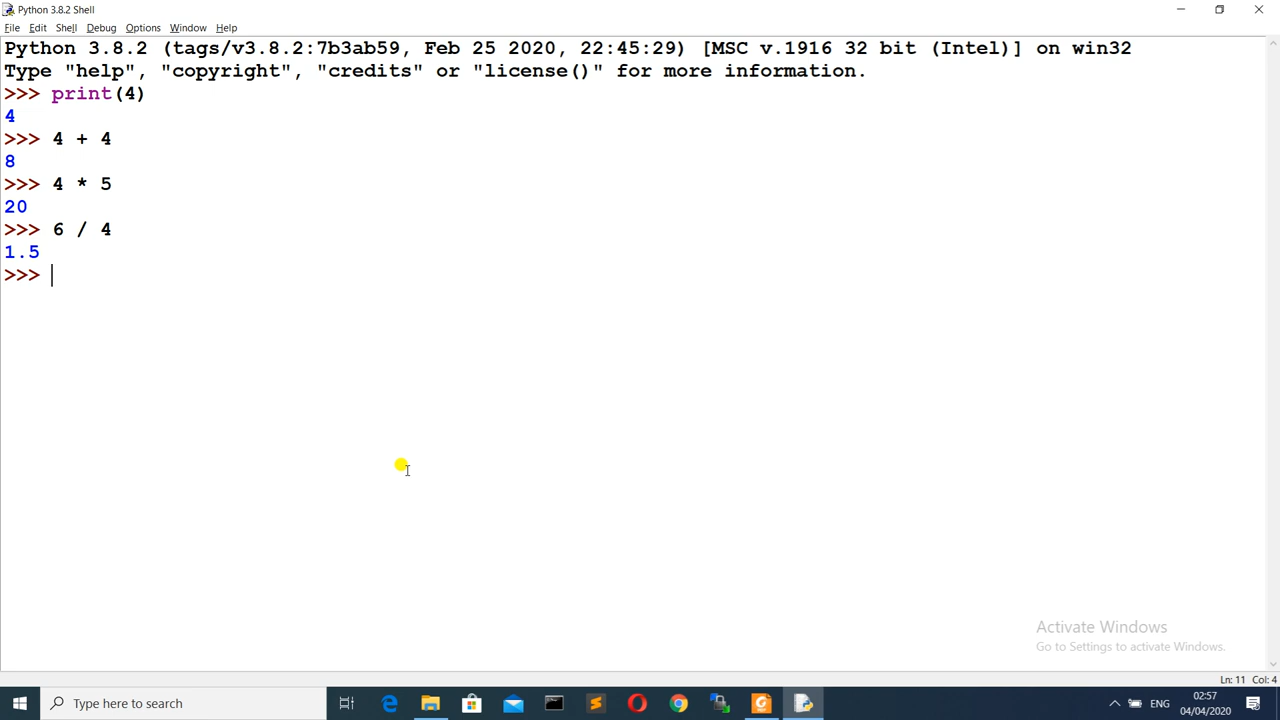 Python 3.8.2 Shell
File Edit Shell Debug Options Window Help
Python 3.8.2 (tags/v3.8.2:7b3ab59, Feb 25 2020, 22:45:29) [MSC v.1916 32 bit (Intel)] on win32
Type "help", "copyright", "credits" or "license()" for more information.
>>> print(4)
4
>>> 4 + 4
8
>>> 4 * 5
20
>>> 6 / 4
1.5
>>>
Activate Windows
Go to Settings to activate Windows.
Ln: 11 Col: 4
Type here to search
ENG
02:57
04/04/2020